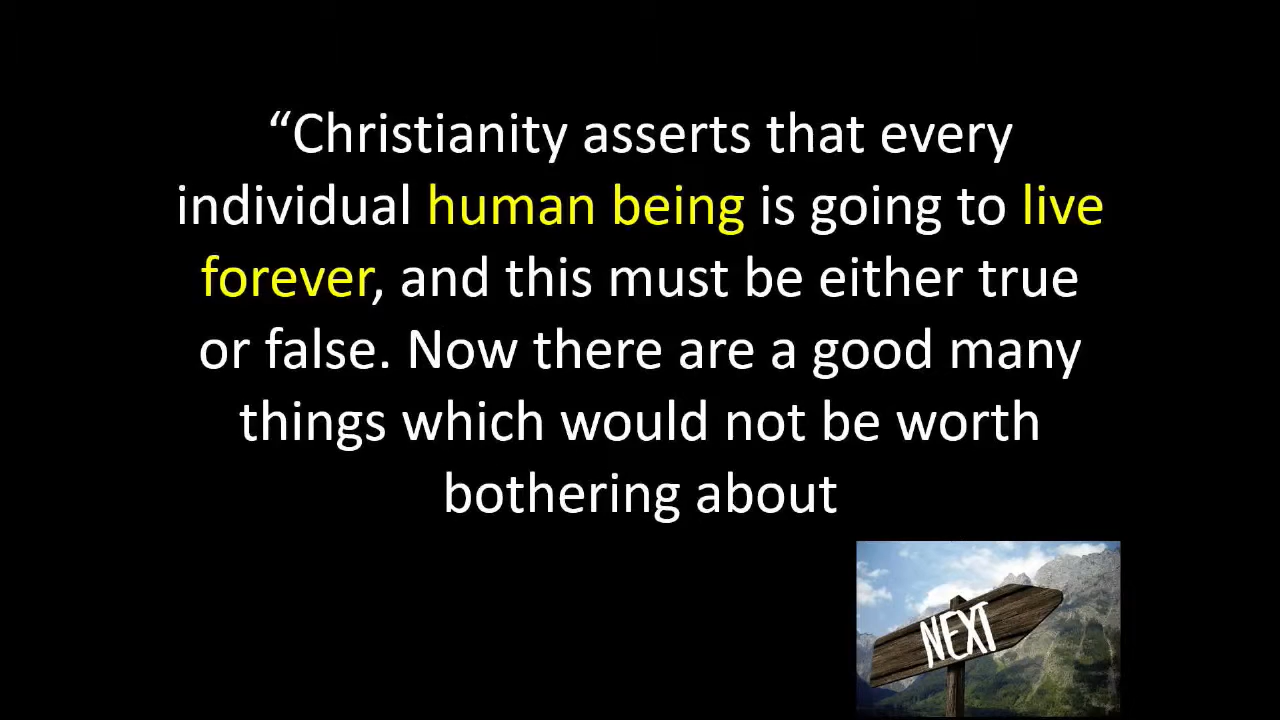 “Christianity asserts that every
individual human being is going to live
forever, and this must be either true
or false. Now there are a good many
things which would not be worth
bothering about
NEXT